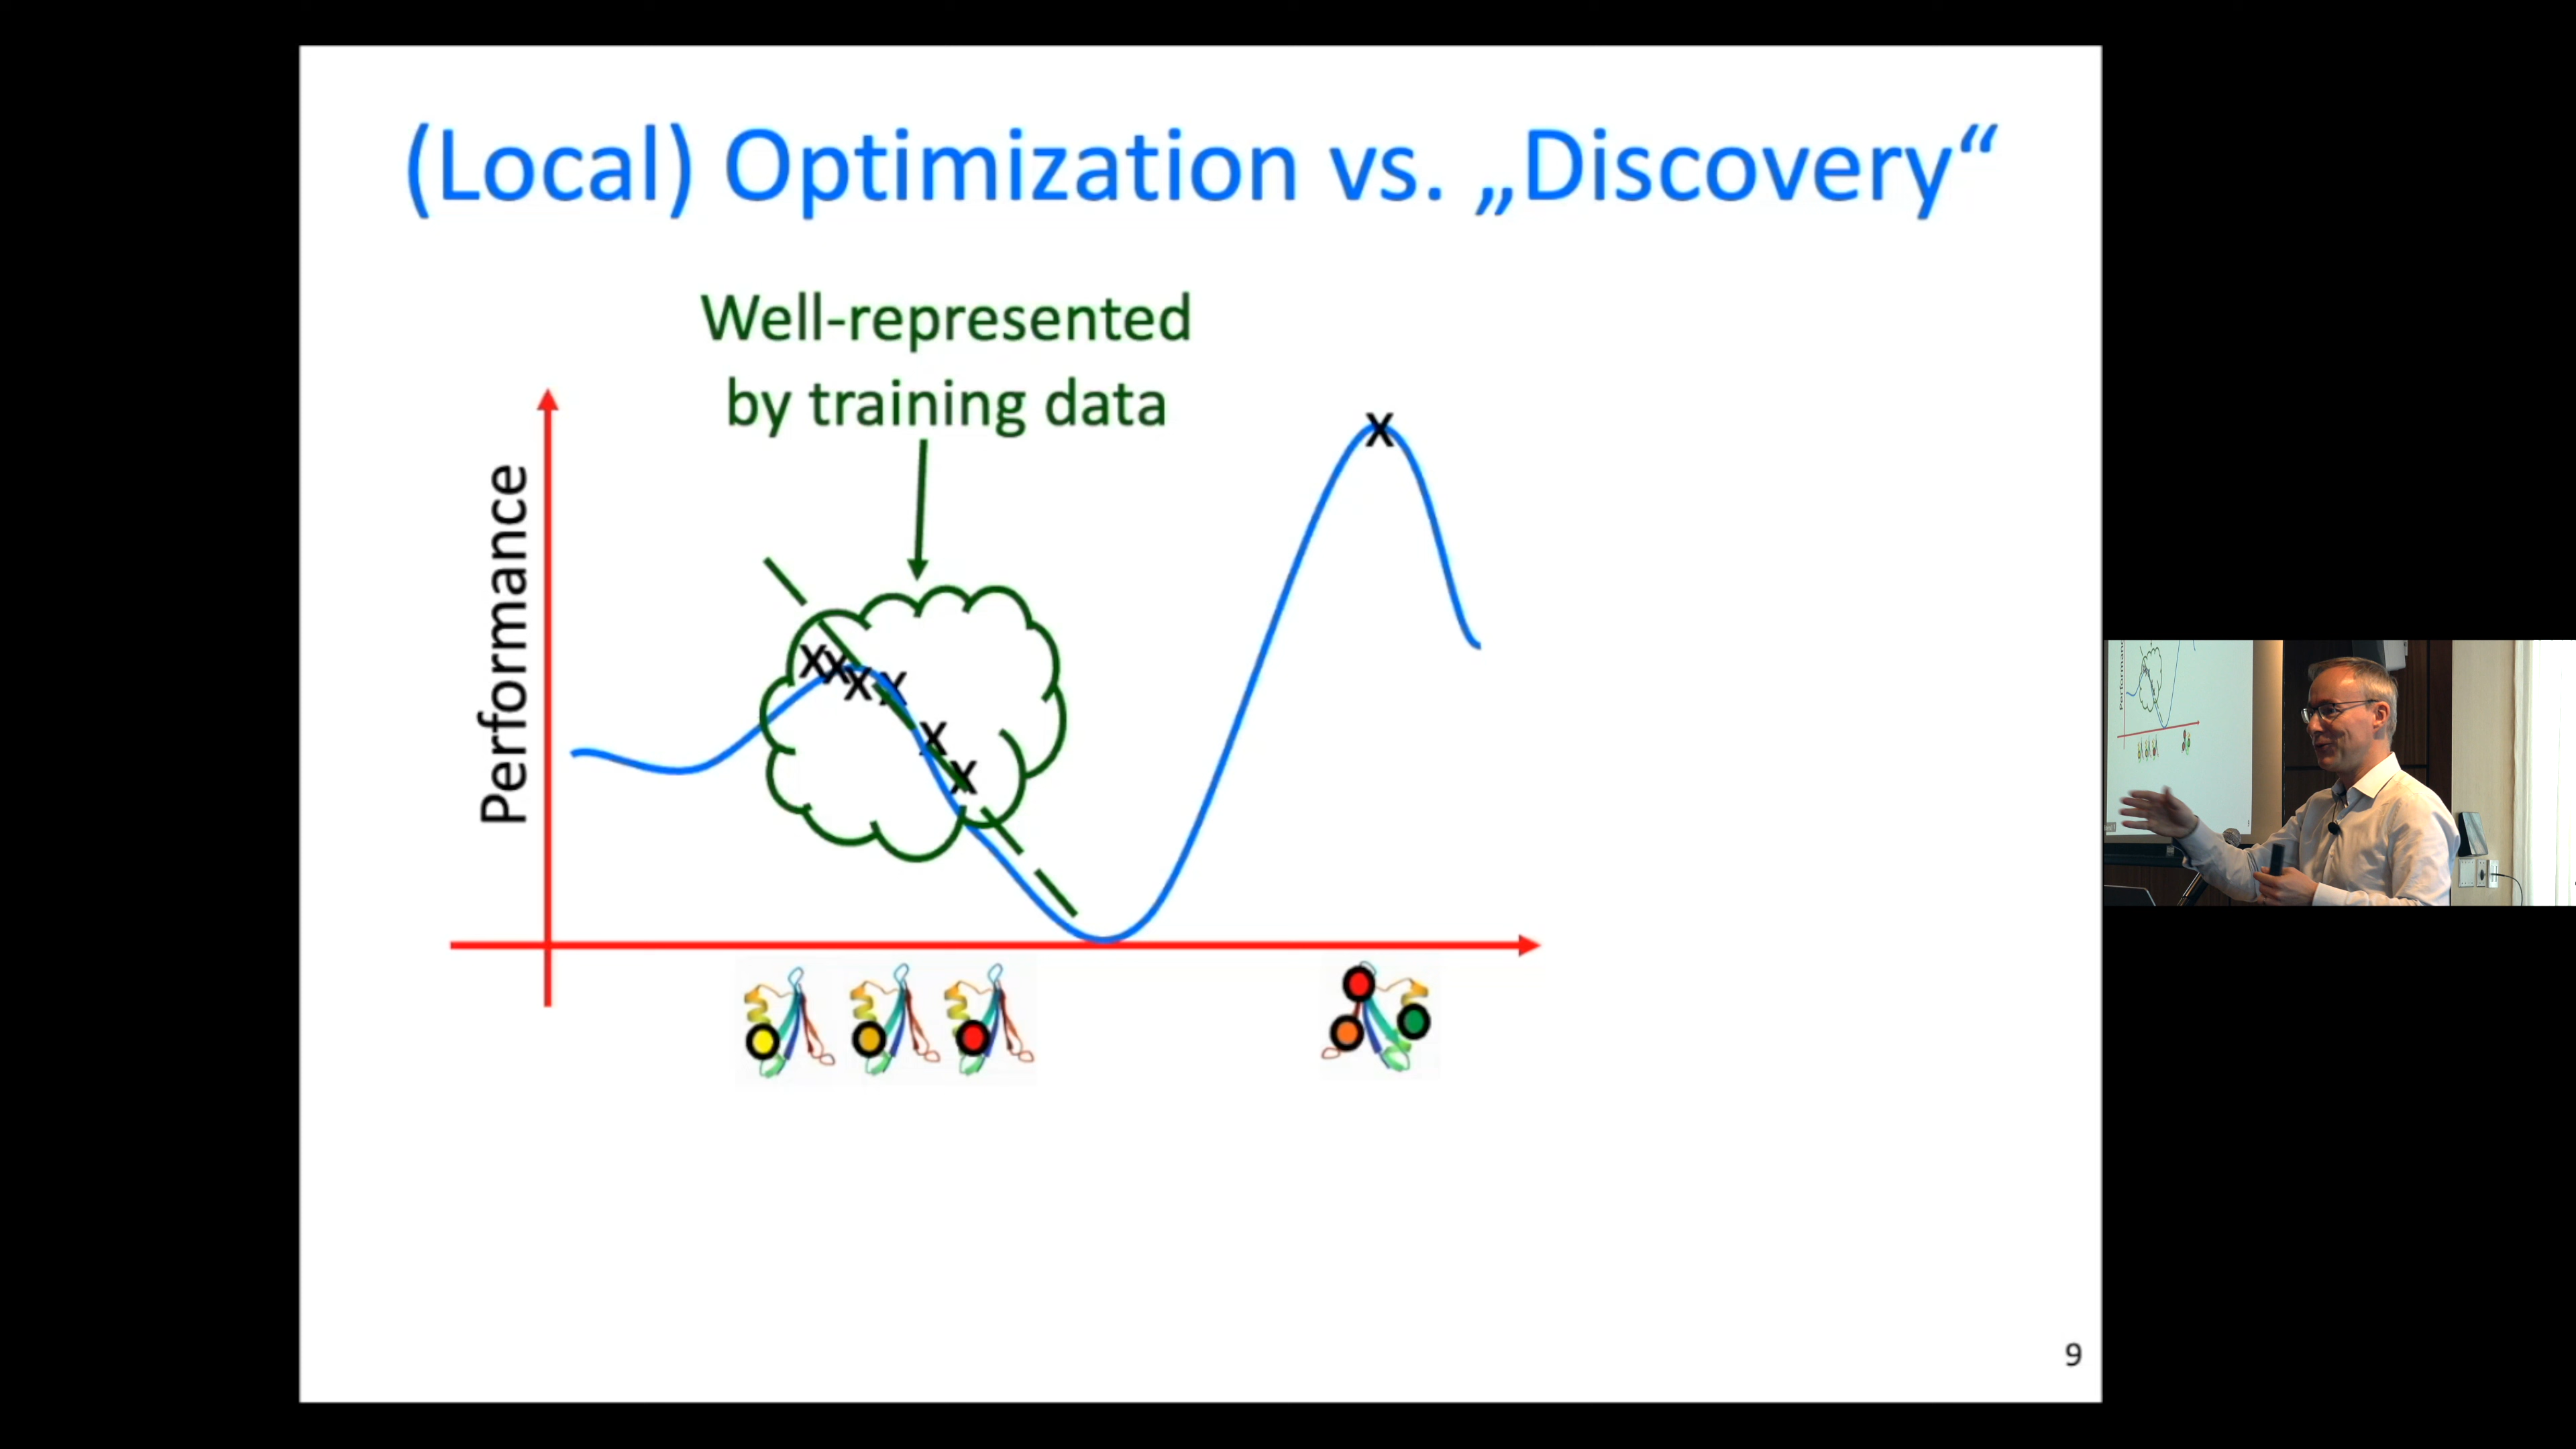 (Local) Optimization vs. „Discovery“
Well-represented
by training data
Performance
X
X
X
X
X
X
X
9